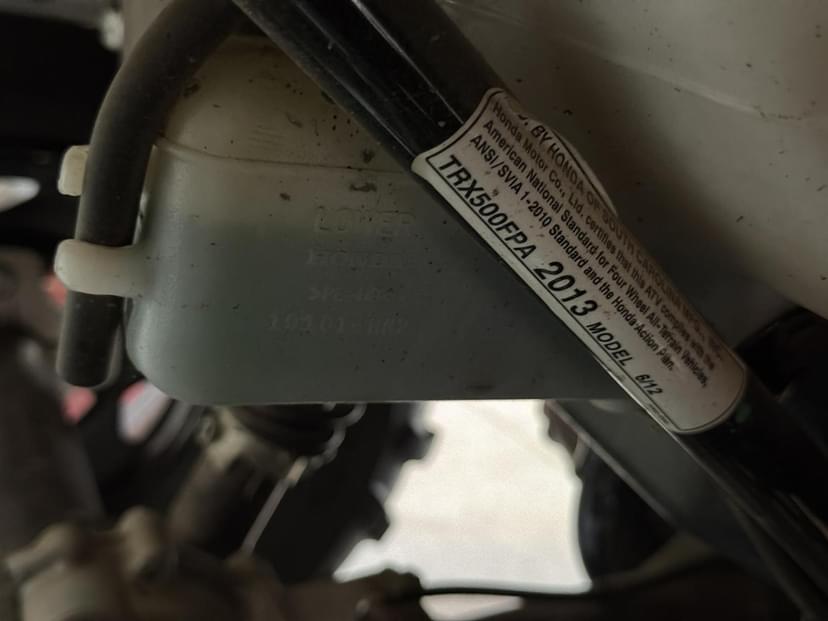 D. BY HONDA OF SOUTH CAROLINA MFG., INC.
Honda Motor Co., Ltd. certifies that this ATV complies with the
American National Standard for Four Wheel All-Terrain Vehicles,
ANSI/SVIA 1-2010 Standard and the Honda Action Plan.
TRX500FPA 2013 MODEL 6/12
LOWER